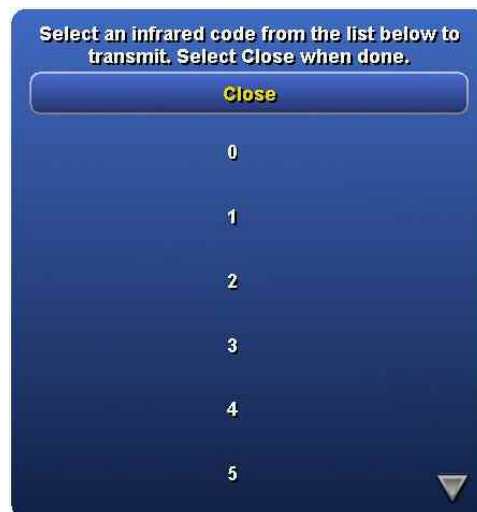 Select an infrared code from the list below to
transmit. Select Close when done.
Close
0
1
2
3
4
5